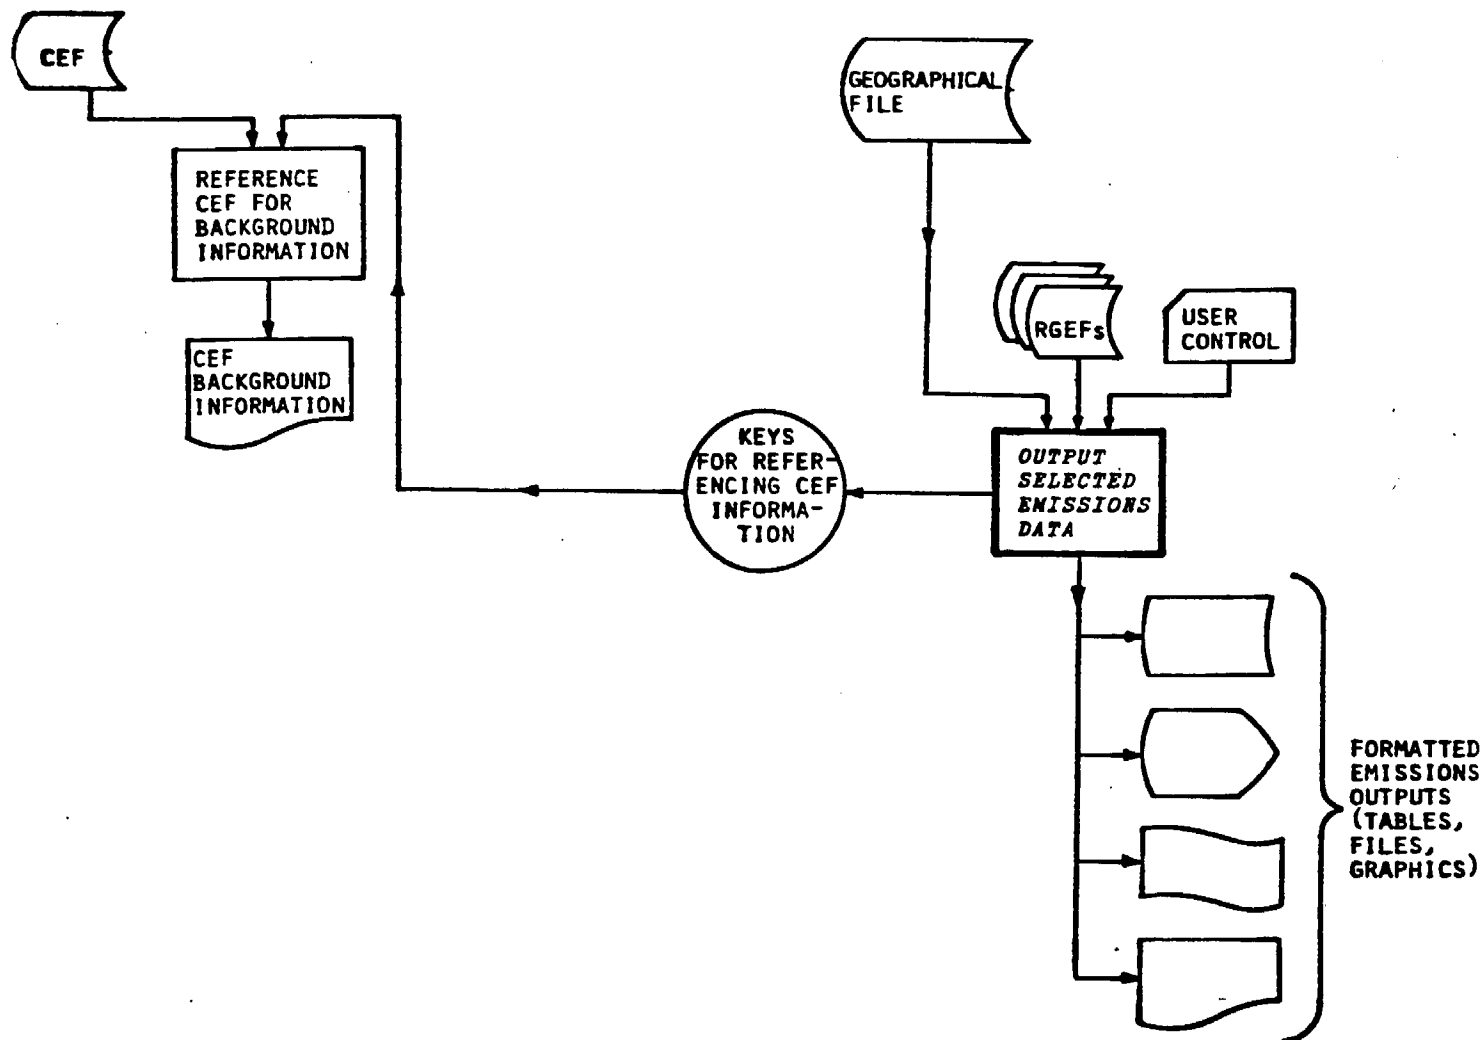 CEF
REFERENCE
CEF FOR
BACKGROUND
INFORMATION
CEF
BACKGROUND
INFORMATION
GEOGRAPHICAL
FILE
RGEFs
USER
CONTROL
KEYS
FOR REFER-
ENCING CEF
INFORMA-
TION
OUTPUT
SELECTED
EMISSIONS
DATA
FORMATTED
EMISSIONS
OUTPUTS
(TABLES,
FILES,
GRAPHICS)